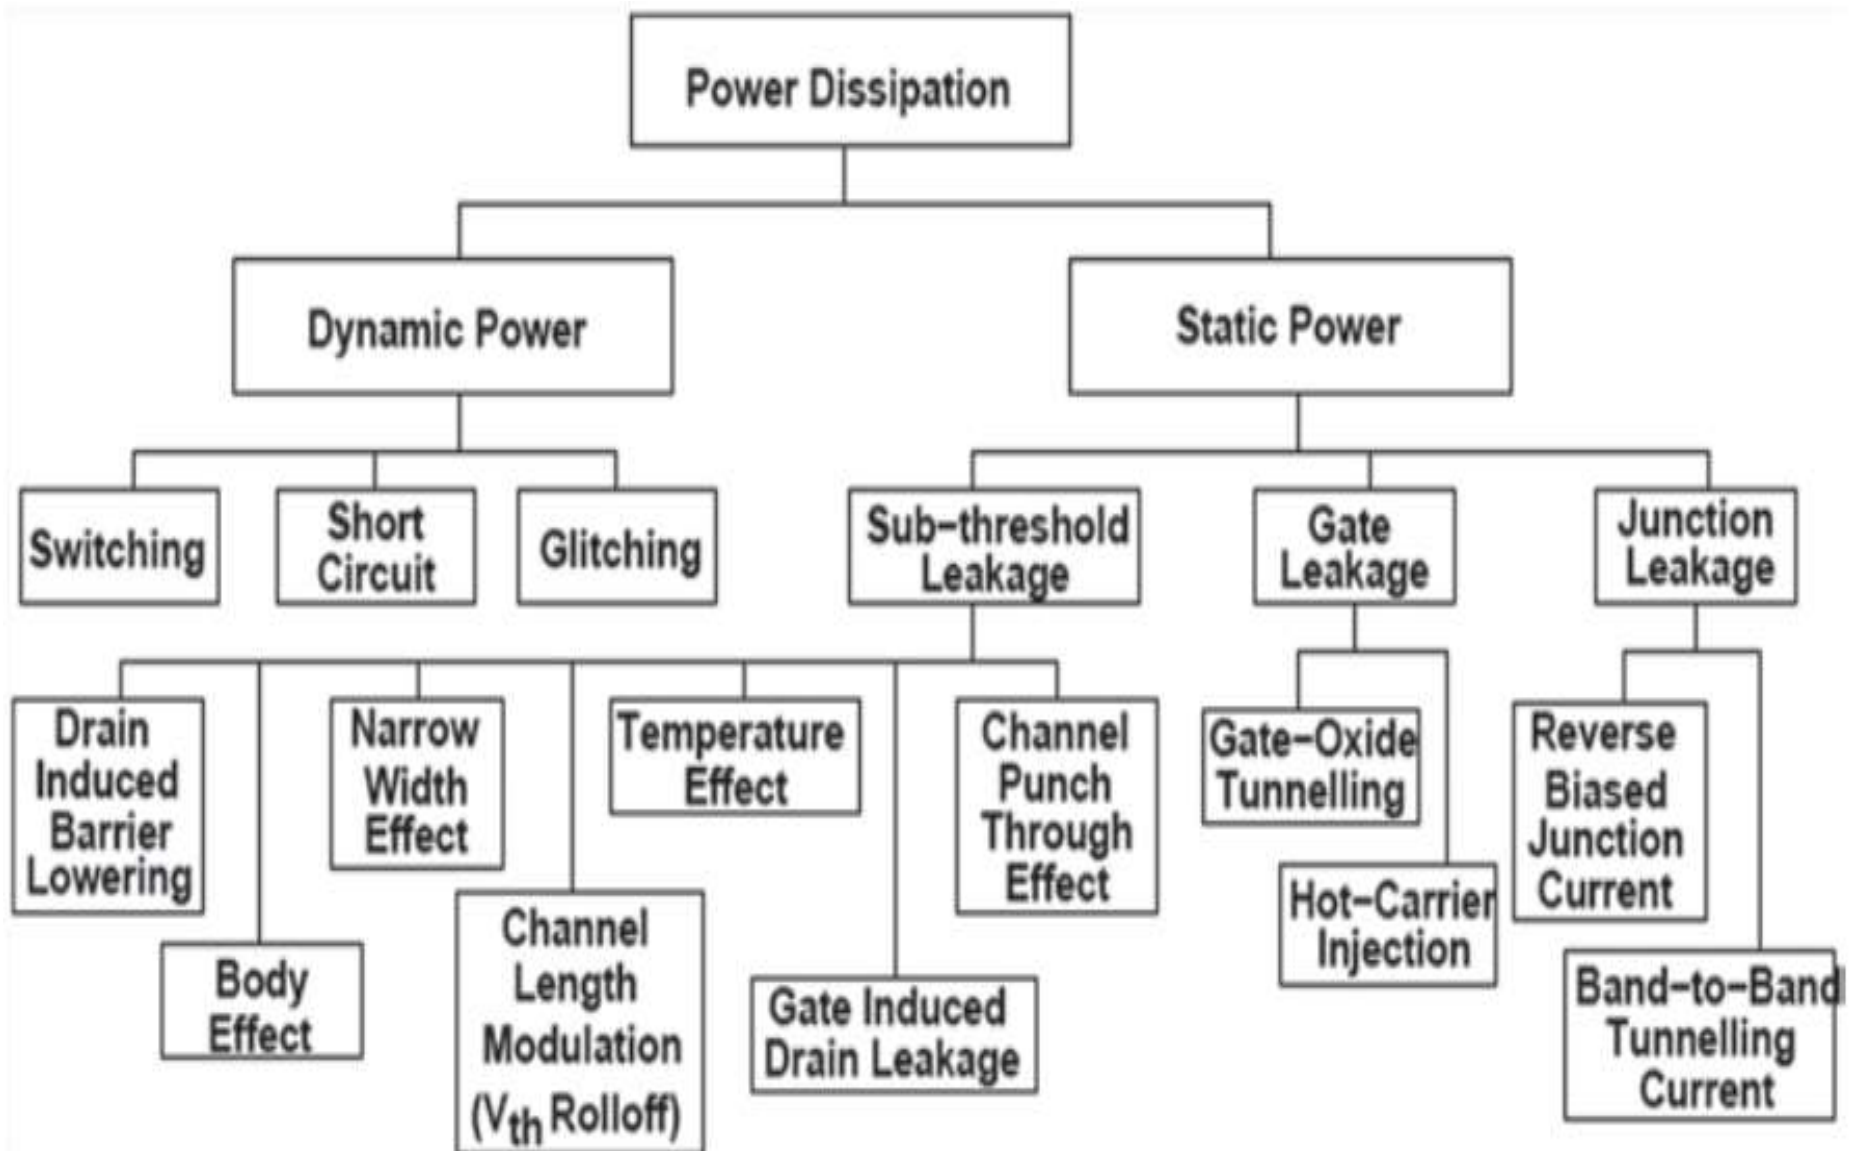 Power Dissipation
Dynamic Power
Static Power
Switching
Short
Circuit
Glitching
Sub-threshold
Leakage
Gate
Leakage
Junction
Leakage
Drain
Induced
Barrier
Lowering
Body
Effect
Narrow
Width
Effect
Channel
Length
Modulation
(Vth Rolloff)
Temperature
Effect
Gate Induced
Drain Leakage
Channel
Punch
Through
Effect
Gate-Oxide
Tunnelling
Hot-Carrier
Injection
Reverse
Biased
Junction
Current
Band-to-Band
Tunnelling
Current